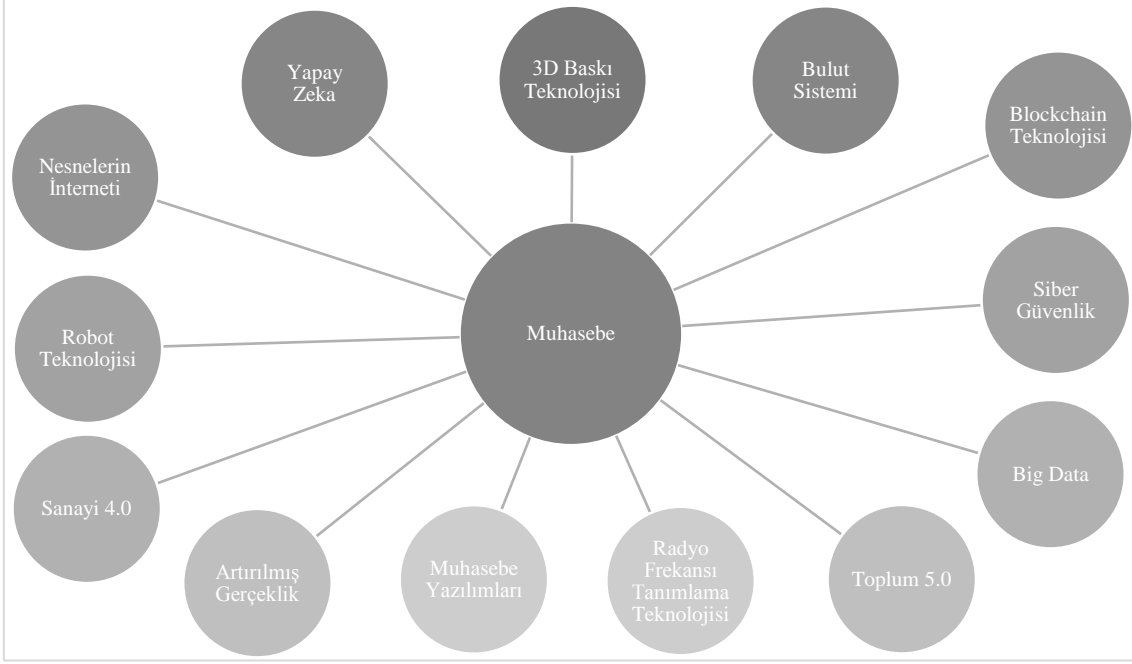 Yapay
Zeka
3D Baskı
Teknolojisi
Bulut
Sistemi
Blockchain
Teknolojisi
Nesnelerin
İnterneti
Siber
Güvenlik
Muhasebe
Robot
Teknolojisi
Big Data
Sanayi 4.0
Artırılmış
Gerçeklik
Muhasebe
Yazılımları
Radyo
Frekansı
Tanımlama
Teknolojisi
Toplum 5.0